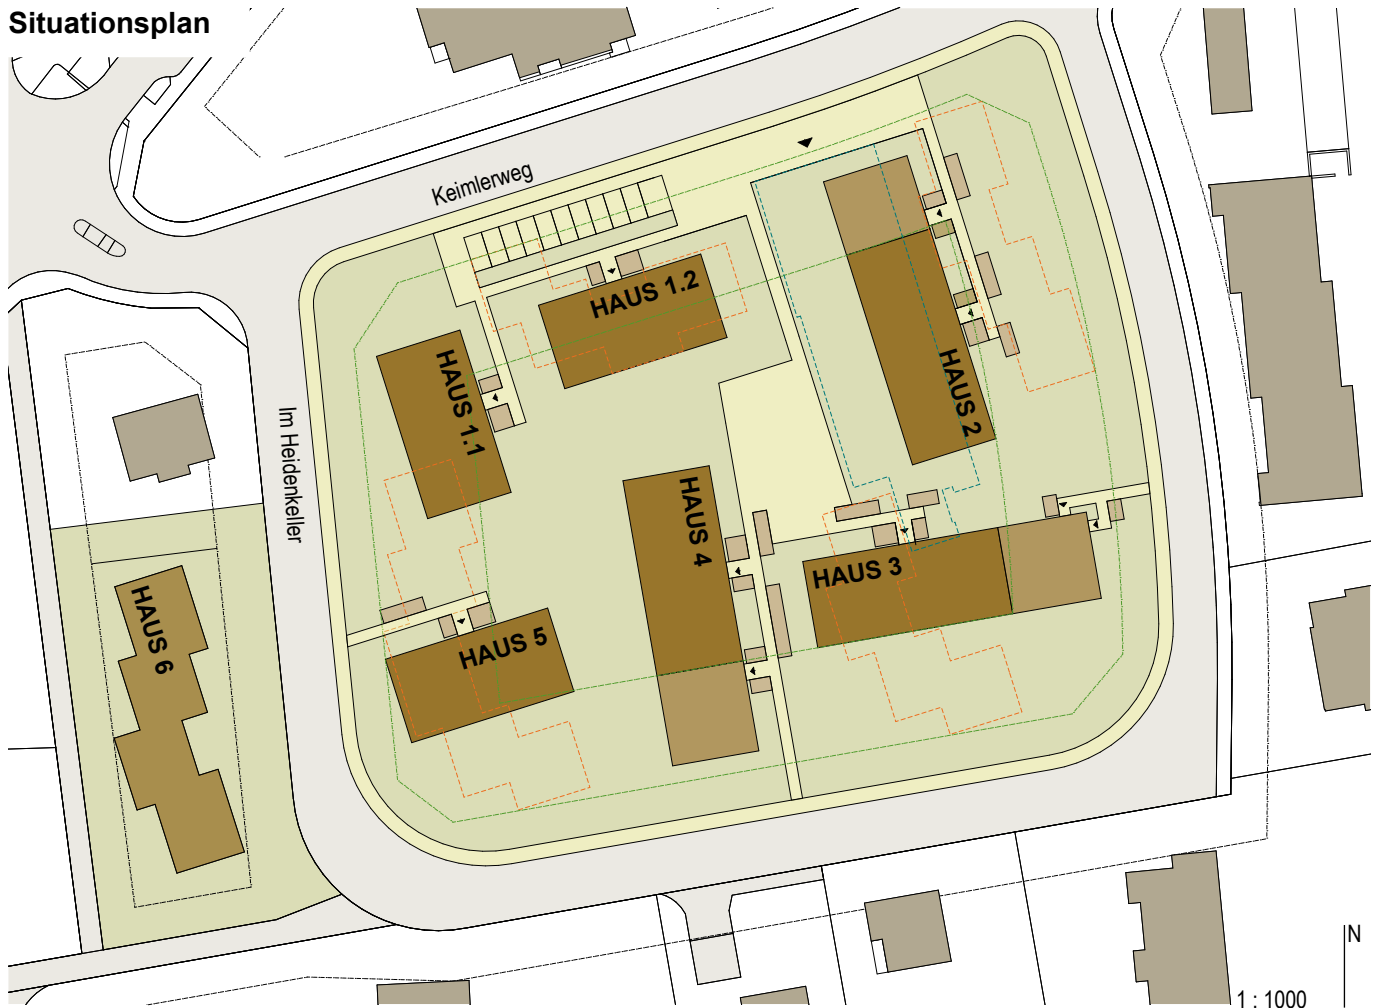 Situationsplan
Keimlerweg
HAUS 1.2
HAUS 1.1
HAUS 2
Im Heidenkeller
HAUS 4
HAUS 3
HAUS 6
HAUS 5
N
1 : 1000